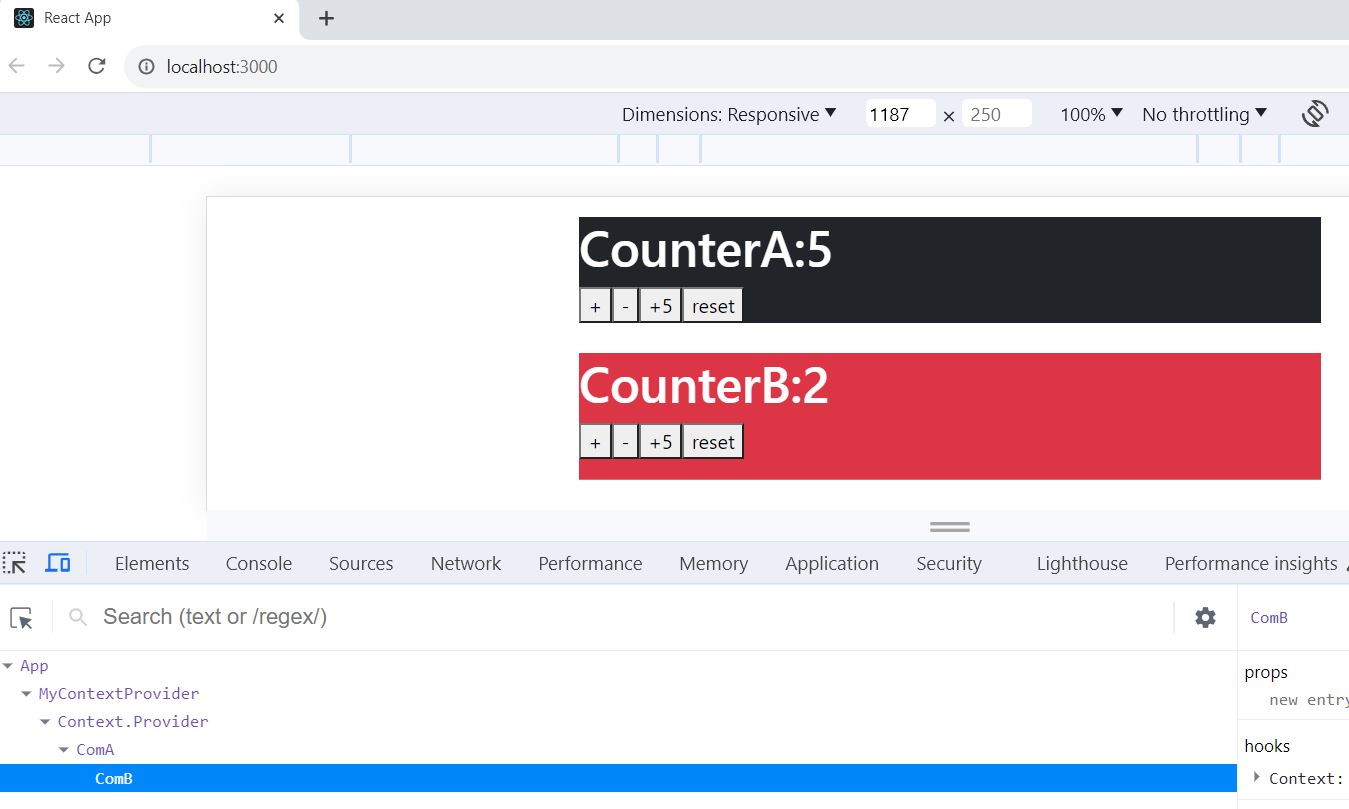 React App
localhost:3000
Dimensions: Responsive 1187 × 250 100% No throttling
CounterA:5
+ - +5 reset
CounterB:2
+ - +5 reset
Elements Console Sources Network Performance Memory Application Security Lighthouse Performance insights
Search (text or /regex/) ComB
App
props
MyContextProvider
new entry
Context.Provider
ComA
hooks
ComB
Context: